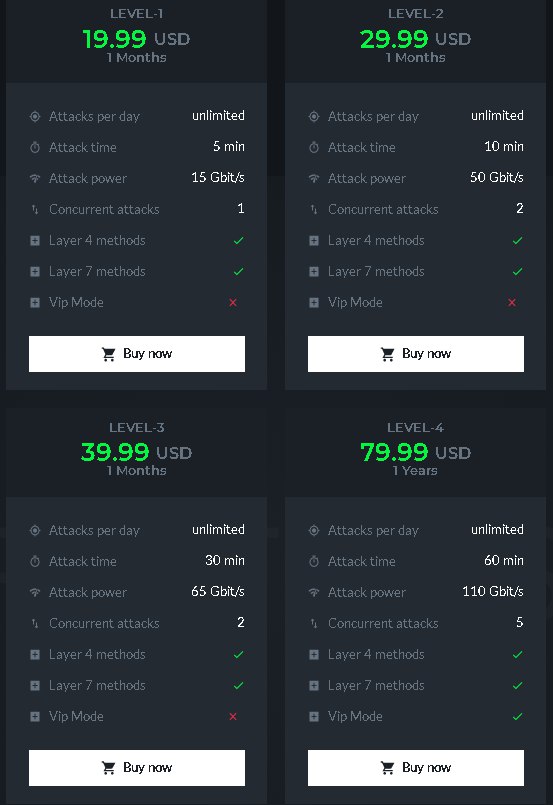 LEVEL-1
19.99 USD
1 Months
Attacks per day unlimited
Attack time 5 min
Attack power 15 Gbit/s
Concurrent attacks 1
Layer 4 methods
Layer 7 methods
Vip Mode
Buy now
LEVEL-2
29.99 USD
1 Months
Attacks per day unlimited
Attack time 10 min
Attack power 50 Gbit/s
Concurrent attacks 2
Layer 4 methods
Layer 7 methods
Vip Mode
Buy now
LEVEL-3
39.99 USD
1 Months
Attacks per day unlimited
Attack time 30 min
Attack power 65 Gbit/s
Concurrent attacks 2
Layer 4 methods
Layer 7 methods
Vip Mode
Buy now
LEVEL-4
79.99 USD
1 Years
Attacks per day unlimited
Attack time 60 min
Attack power 110 Gbit/s
Concurrent attacks 5
Layer 4 methods
Layer 7 methods
Vip Mode
Buy now